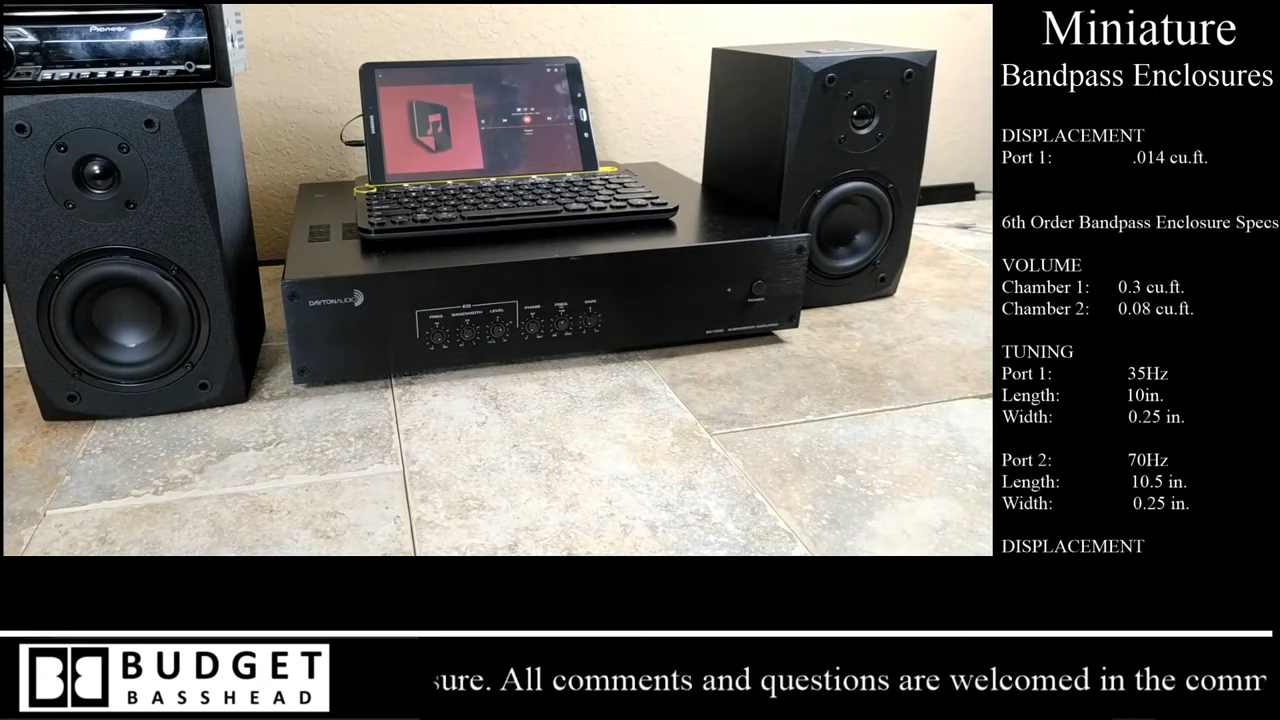 Pioneer
SAMSUNG
DAYTON AUDIO
EQ
FREQ.
BANDWIDTH
LEVEL
PHASE
FREQ.
GAIN
POWER
SUBWOOFER AMPLIFIER
Miniature
Bandpass Enclosures
DISPLACEMENT
Port 1: .014 cu.ft.
6th Order Bandpass Enclosure Specs
VOLUME
Chamber 1: 0.3 cu.ft.
Chamber 2: 0.08 cu.ft.
TUNING
Port 1: 35Hz
Length: 10in.
Width: 0.25 in.
Port 2: 70Hz
Length: 10.5 in.
Width: 0.25 in.
DISPLACEMENT
BUDGET
BASSHEAD
sure. All comments and questions are welcomed in the comm